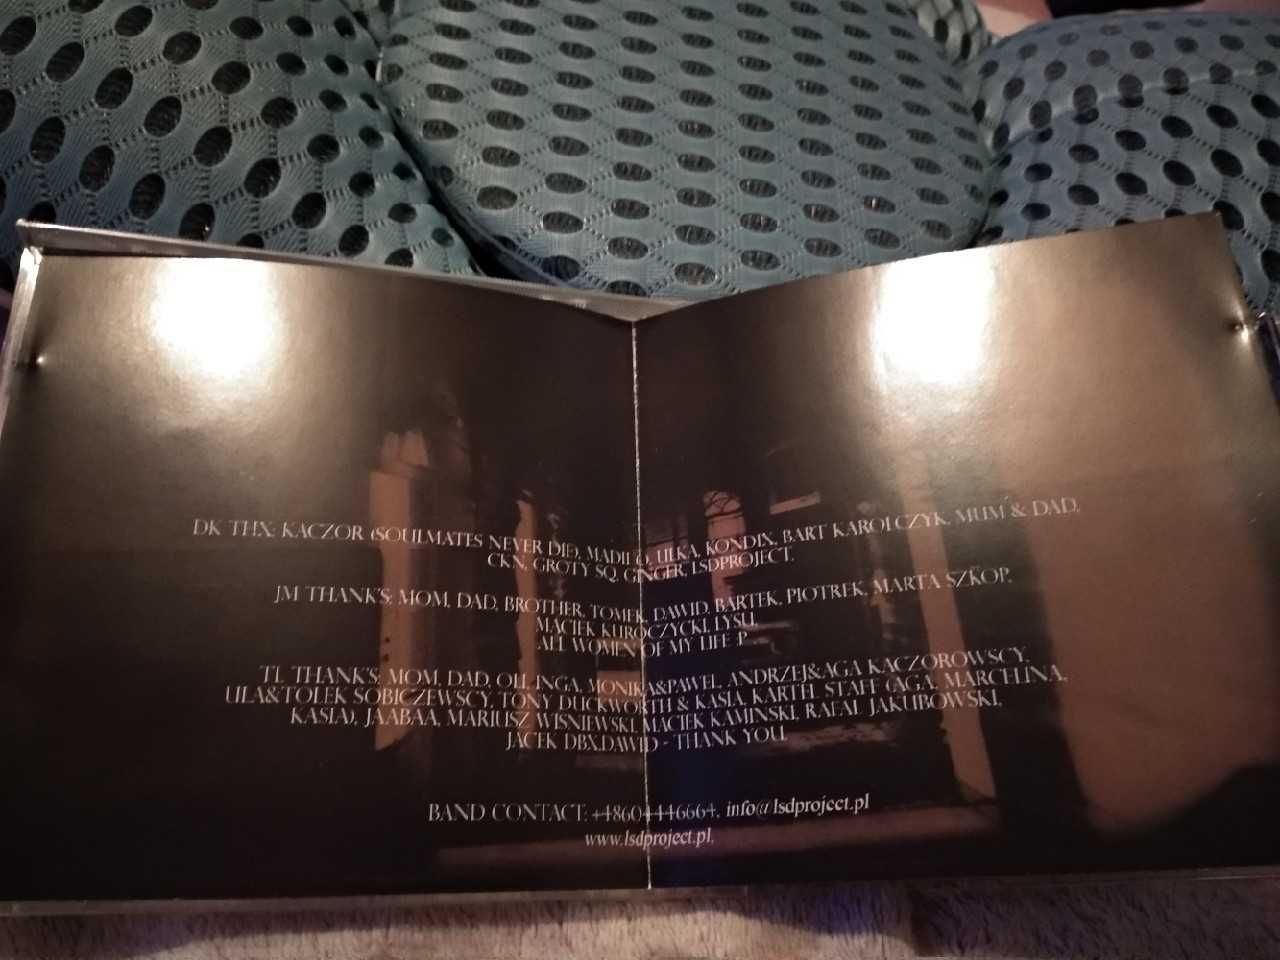 DK THX: KACZOR (SOULMATES NEVER DIE), LILKA, KONDIX, BART KAROLCZYK, MUM & DAD,
CKN, GROTY SQ, GINGER, LSDPROJECT.
JM THANK'S: MOM, DAD, BROTHER, TOMEK, DAWID, BARTEK, PIOTREK, MARTA SZKOP,
MACIEK KUROCZYCKI, LYSU,
ALL WOMEN OF MY LIFE :P
TL THANK'S: MOM, DAD, OLI, INGA, MONIKA&PAWEL, ANDRZEJ&AGA KACZOROWSCY,
ULA&TOLEK SOBICZEWSCY, TONY DUCKWORTH & KASIA, KARTH, STAFF (AGA, MARCELINA,
KASIA), JAABAA, MARIUSZ WISNIEWSKI, MACIEK KAMINSKI, RAFAL JAKUBOWSKI,
JACEK DBX,DAWID - THANK YOU.
BAND CONTACT: +48604446664, info@lsdproject.pl
www.lsdproject.pl,